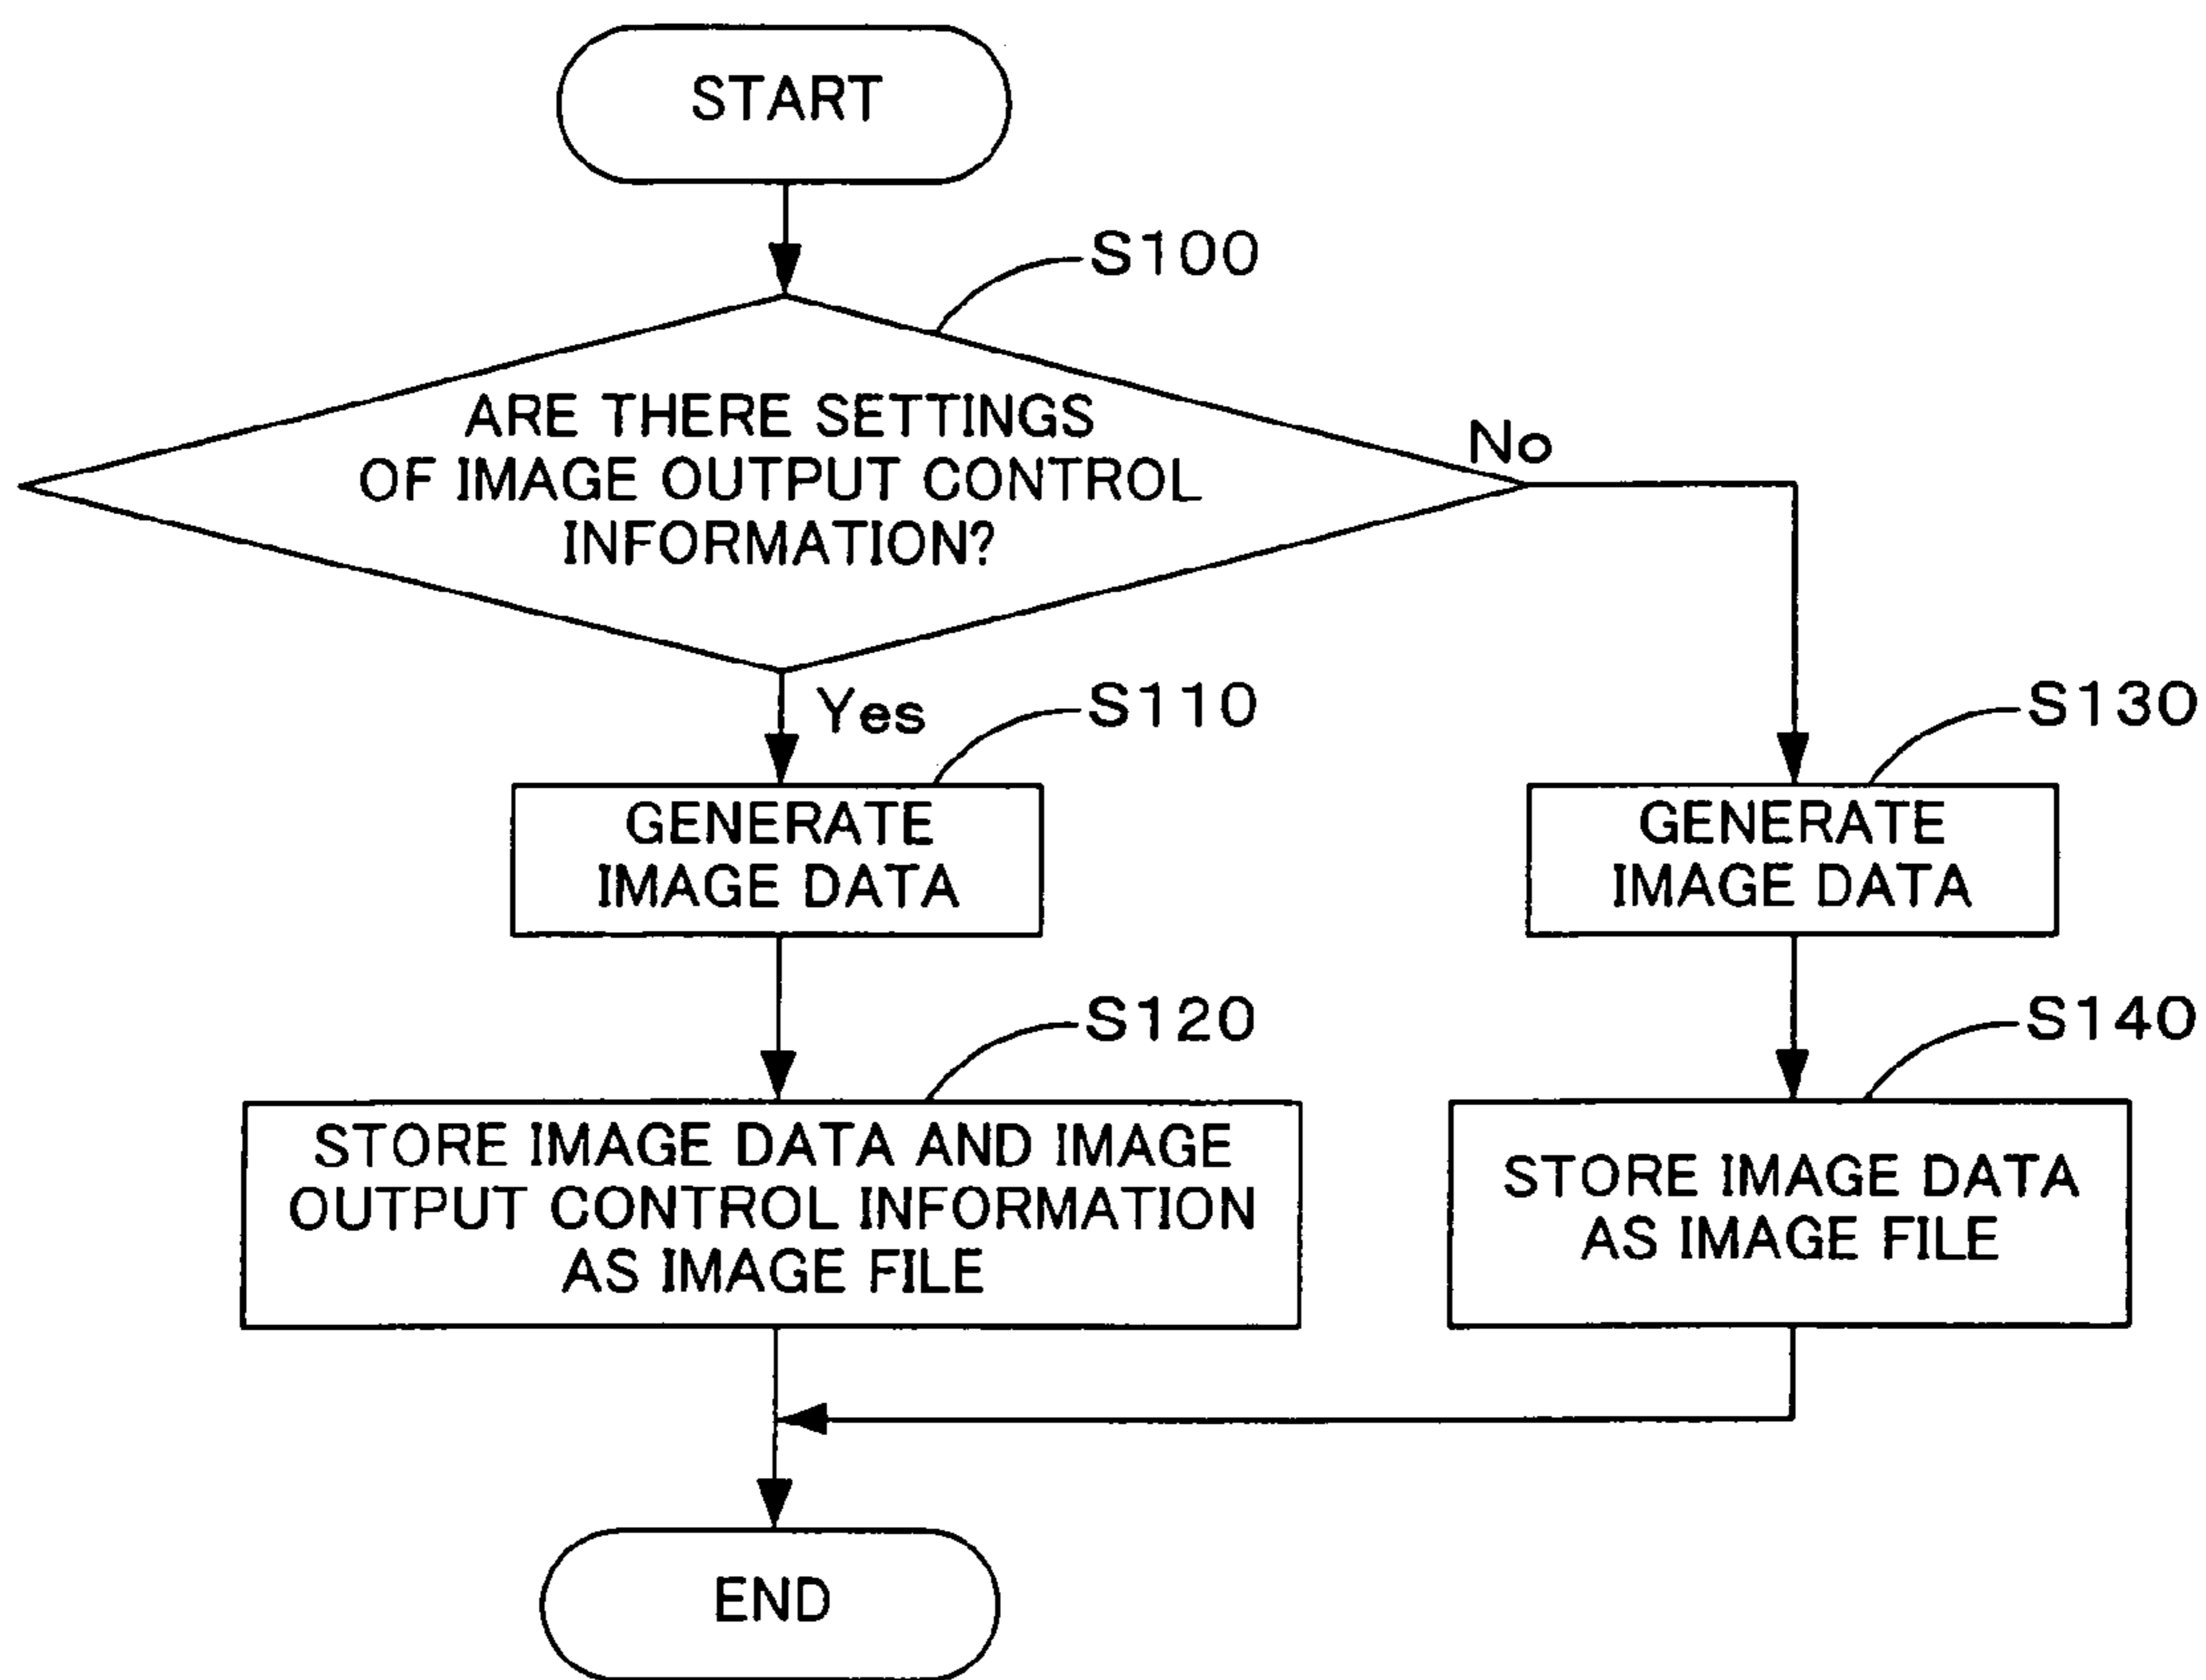 START
S100
ARE THERE SETTINGS
OF IMAGE OUTPUT CONTROL
INFORMATION?
No
Yes
S110
S130
GENERATE
IMAGE DATA
GENERATE
IMAGE DATA
S120
S140
STORE IMAGE DATA AND IMAGE
OUTPUT CONTROL INFORMATION
AS IMAGE FILE
STORE IMAGE DATA
AS IMAGE FILE
END